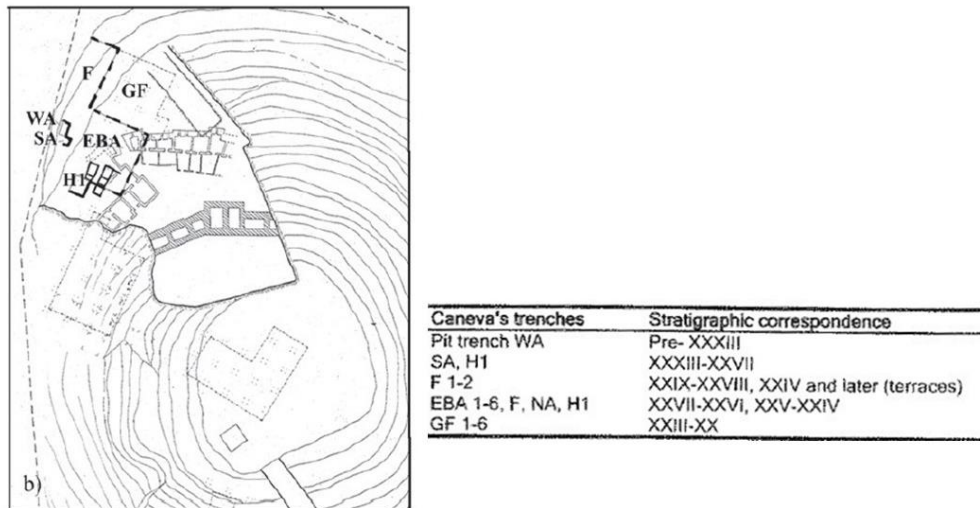 F
GF
WA
SA
EBA
H1
b)
Caneva's trenches Stratigraphic correspondence
Pit trench WA Pre- XXXIII
SA, H1 XXXIII-XXVII
F 1-2 XXIX-XXVIII, XXIV and later (terraces)
EBA 1-6, F, NA, H1 XXVII-XXVI, XXV-XXIV
GF 1-6 XXIII-XX